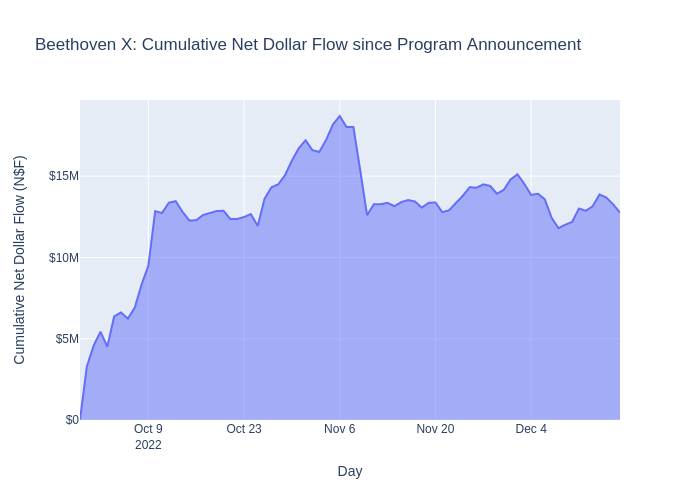 Beethoven X: Cumulative Net Dollar Flow since Program Announcement
Cumulative Net Dollar Flow (N$F)
$15M
$10M
$5M
$0
Oct 9
2022
Oct 23
Nov 6
Nov 20
Dec 4
Day